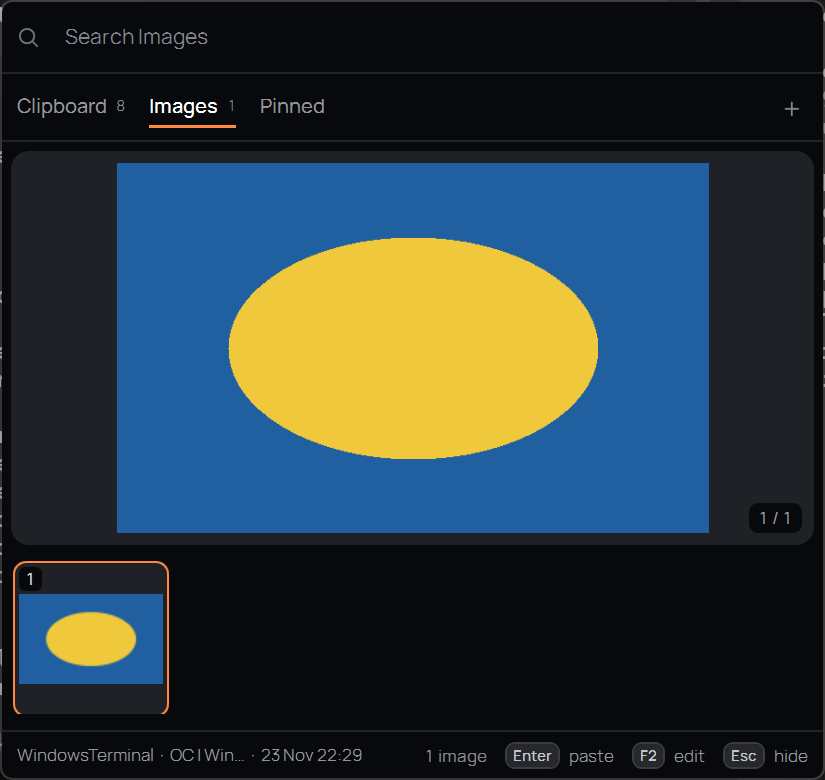 Search Images
Clipboard 8 Images 1 Pinned +
1 / 1
1
WindowsTerminal · OC | Win... · 23 Nov 22:29 1 image Enter paste F2 edit Esc hide